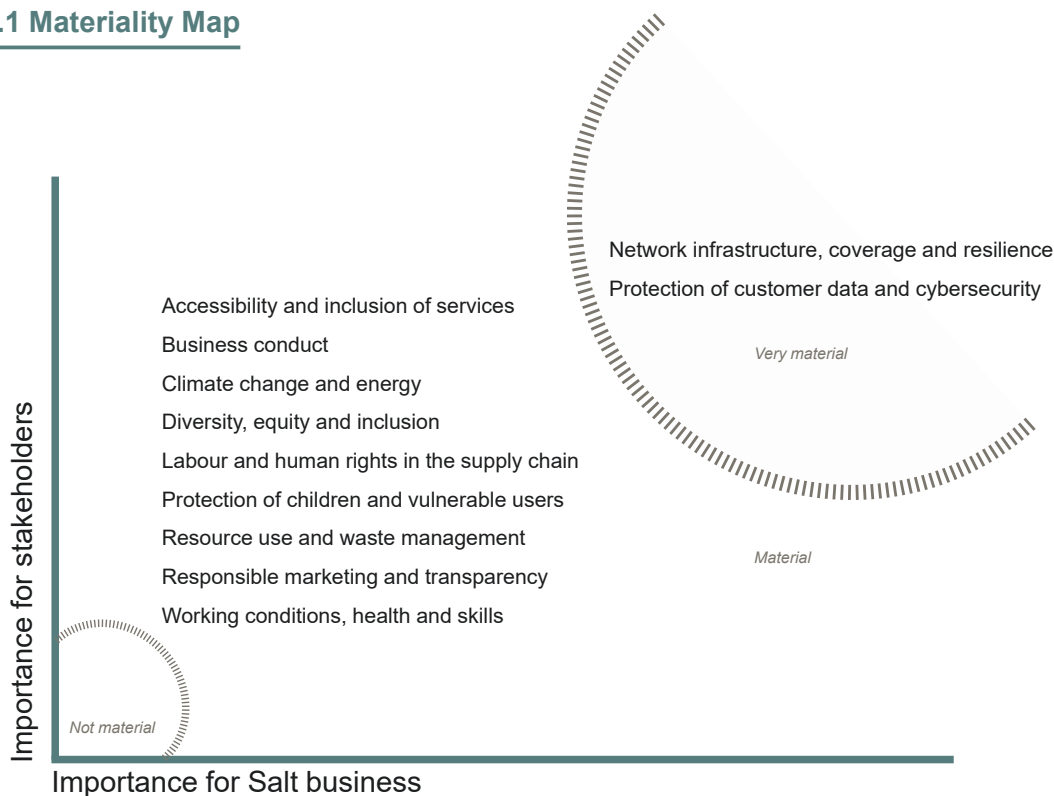 .1 Materiality Map
Network infrastructure, coverage and resilience
Protection of customer data and cybersecurity
Very material
Accessibility and inclusion of services
Business conduct
Climate change and energy
Diversity, equity and inclusion
Labour and human rights in the supply chain
Protection of children and vulnerable users
Resource use and waste management
Responsible marketing and transparency
Working conditions, health and skills
Material
Not material
Importance for stakeholders
Importance for Salt business